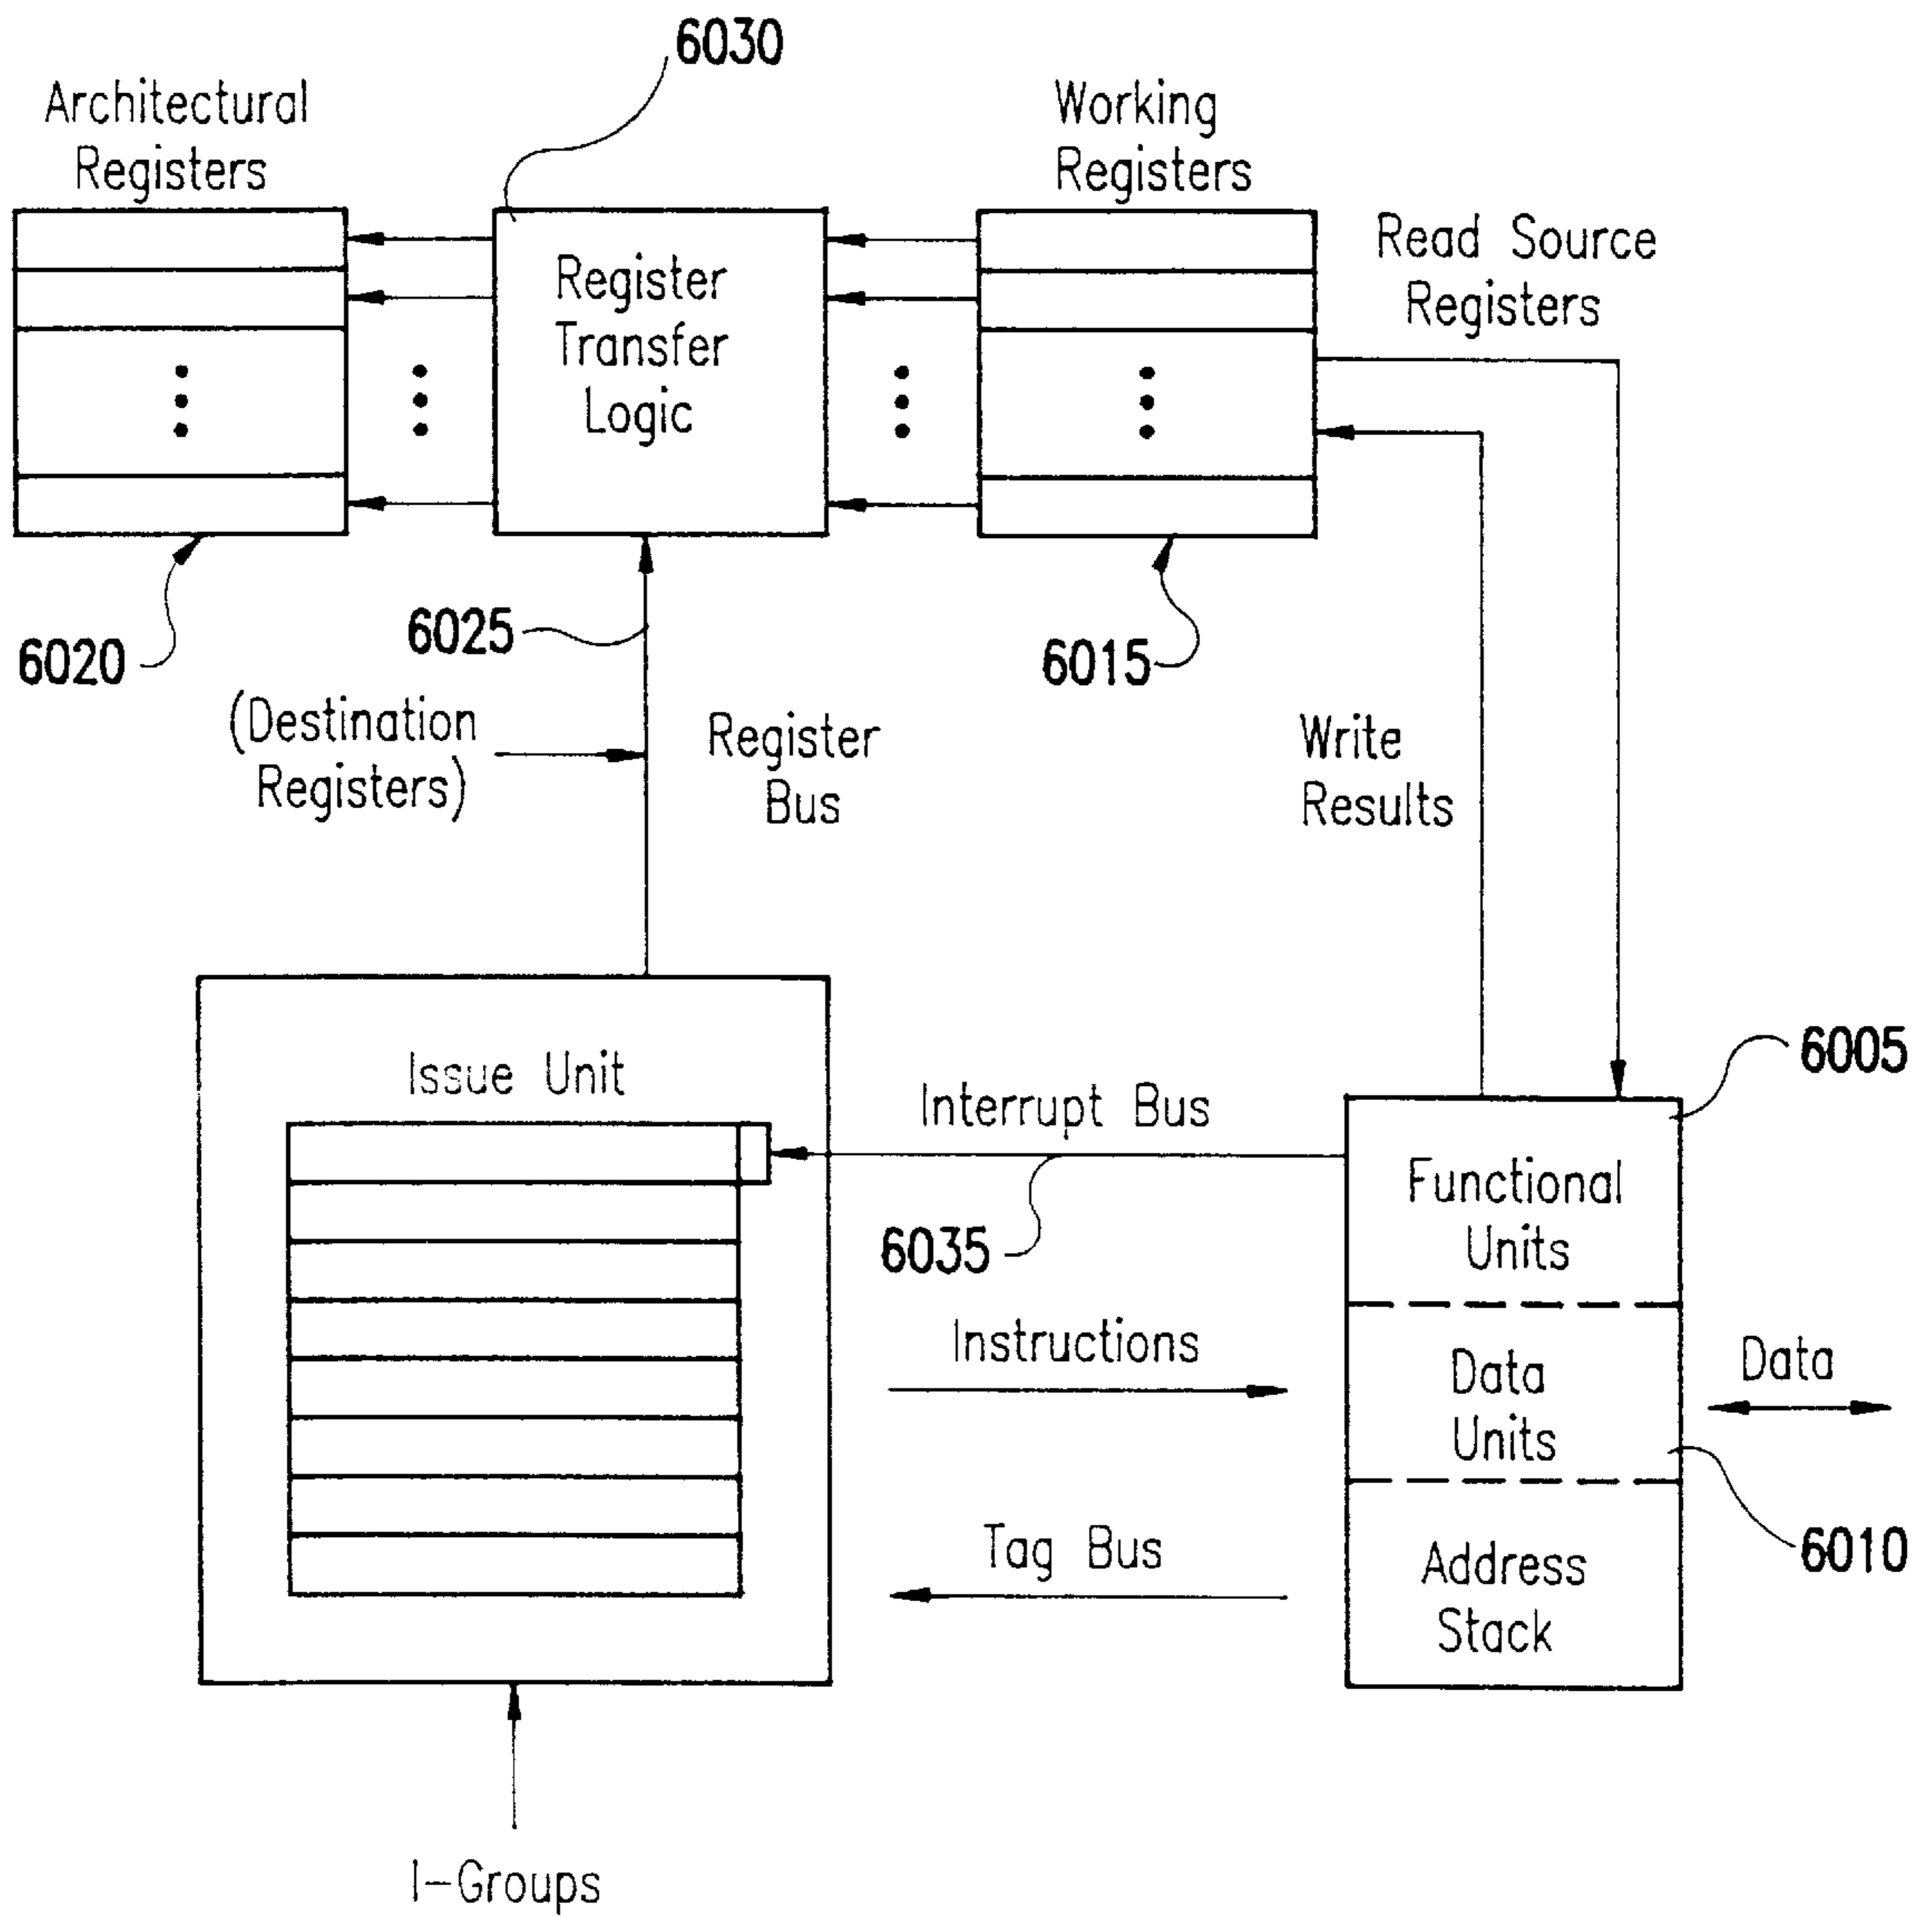 6030
Architectural
Registers
Working
Registers
Read Source
Registers
Register
Transfer
Logic
6020
6025
6015
(Destination
Registers)
Register
Bus
Write
Results
Issue Unit
Interrupt Bus
6005
6035
Functional
Units
Instructions
Data
Units
Data
Tag Bus
6010
Address
Stack
I-Groups